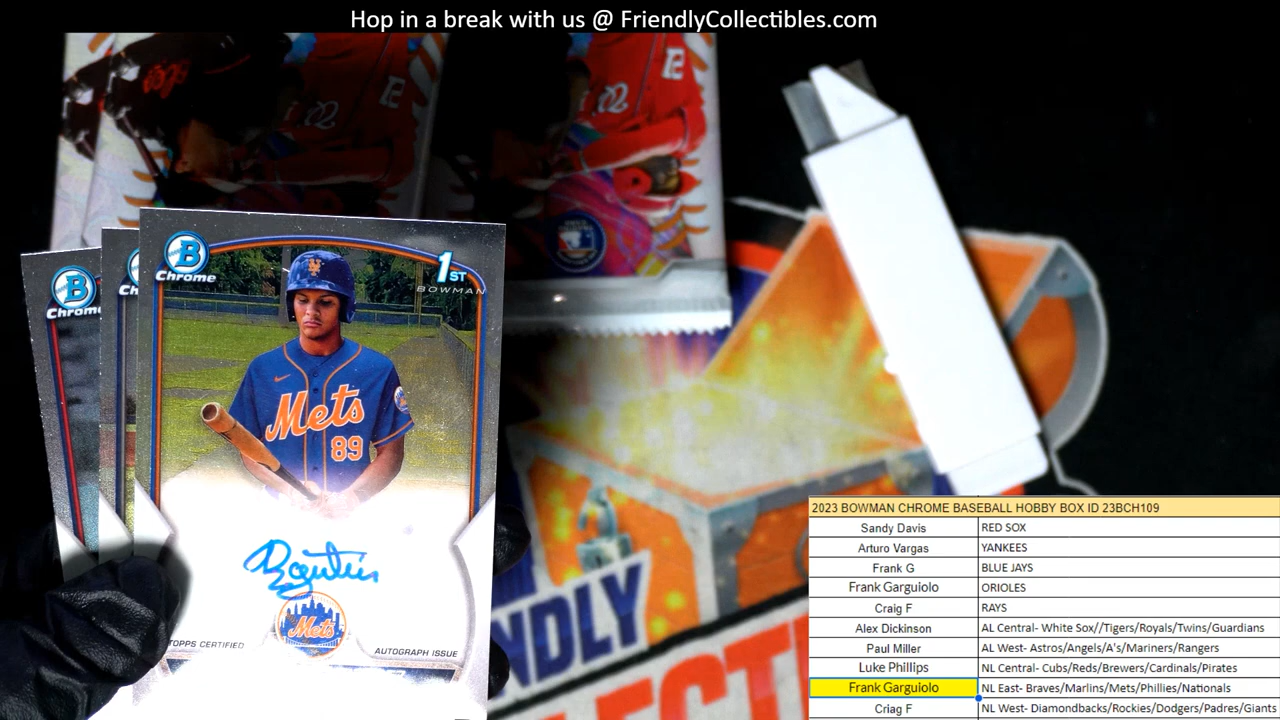 Hop in a break with us @ FriendlyCollectibles.com
B
Chrome
B
Chrome
1ST
BOWMAN
Mets
89
Mets
TOPPS CERTIFIED
AUTOGRAPH ISSUE
NDLY
2023 BOWMAN CHROME BASEBALL HOBBY BOX ID 23BCH109
Sandy Davis RED SOX
Arturo Vargas YANKEES
Frank G BLUE JAYS
Frank Garguiolo ORIOLES
Craig F RAYS
Alex Dickinson AL Central- White Sox//Tigers/Royals/Twins/Guardians
Paul Miller AL West- Astros/Angels/A's/Mariners/Rangers
Luke Phillips NL Central- Cubs/Reds/Brewers/Cardinals/Pirates
Frank Garguiolo NL East- Braves/Marlins/Mets/Phillies/Nationals
Criag F NL West- Diamondbacks/Rockies/Dodgers/Padres/Giants